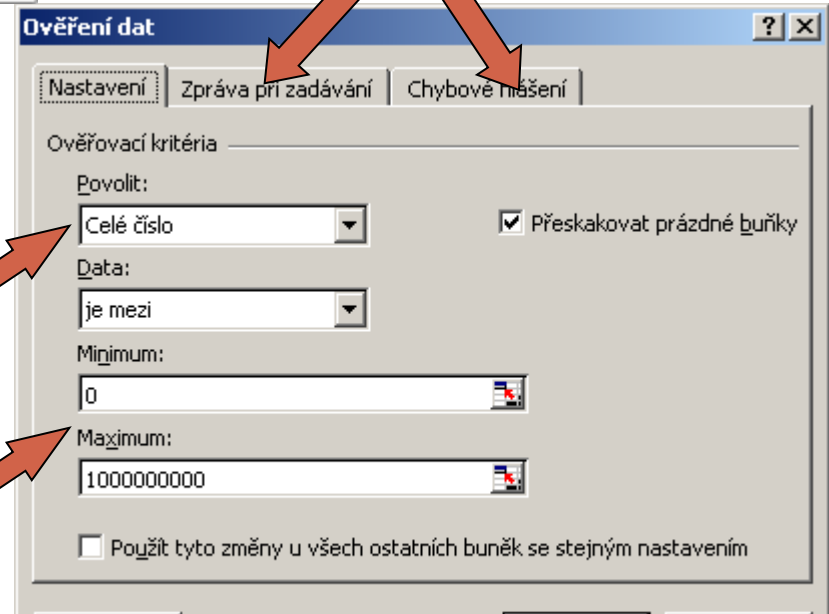 Ověření dat
Nastavení Zpráva při zadávání Chybové hlášení
Ověřovací kritéria
Povolit:
Celé číslo
Přeskakovat prázdné buňky
Data:
je mezi
Minimum:
0
Maximum:
1000000000
Použít tyto změny u všech ostatních buněk se stejným nastavením